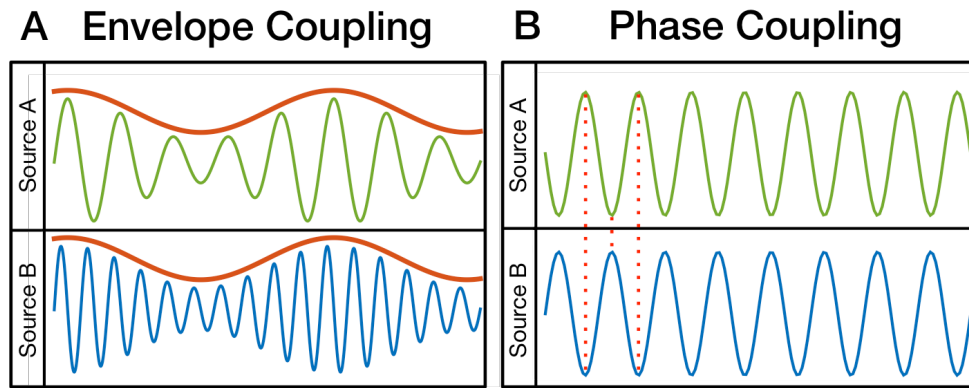 A Envelope Coupling
Source A
Source B
B Phase Coupling
Source A
Source B